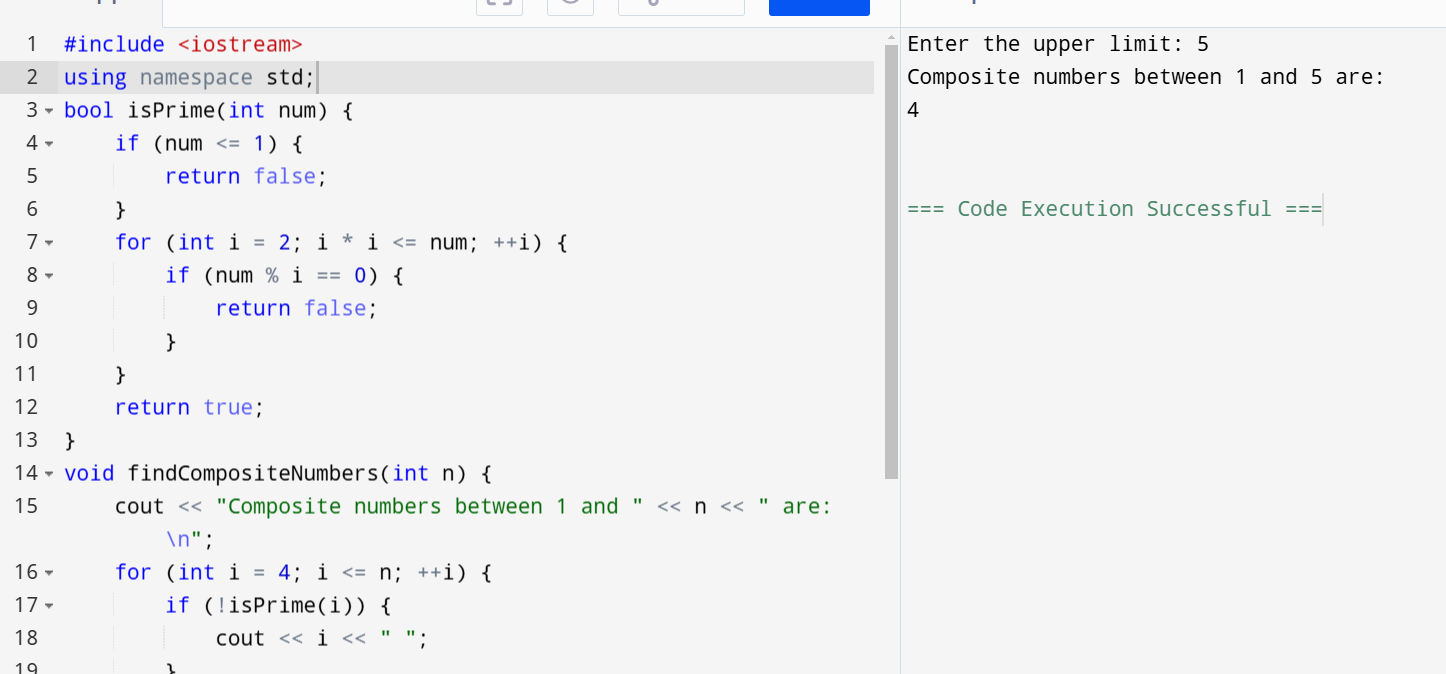 1 #include <iostream>
2 using namespace std;
3 bool isPrime(int num) {
4     if (num <= 1) {
5         return false;
6     }
7     for (int i = 2; i * i <= num; ++i) {
8         if (num % i == 0) {
9             return false;
10         }
11     }
12     return true;
13 }
14 void findCompositeNumbers(int n) {
15     cout << "Composite numbers between 1 and " << n << " are:
\n";
16     for (int i = 4; i <= n; ++i) {
17         if (!isPrime(i)) {
18             cout << i << " ";
19         }
Enter the upper limit: 5
Composite numbers between 1 and 5 are:
4
=== Code Execution Successful ===